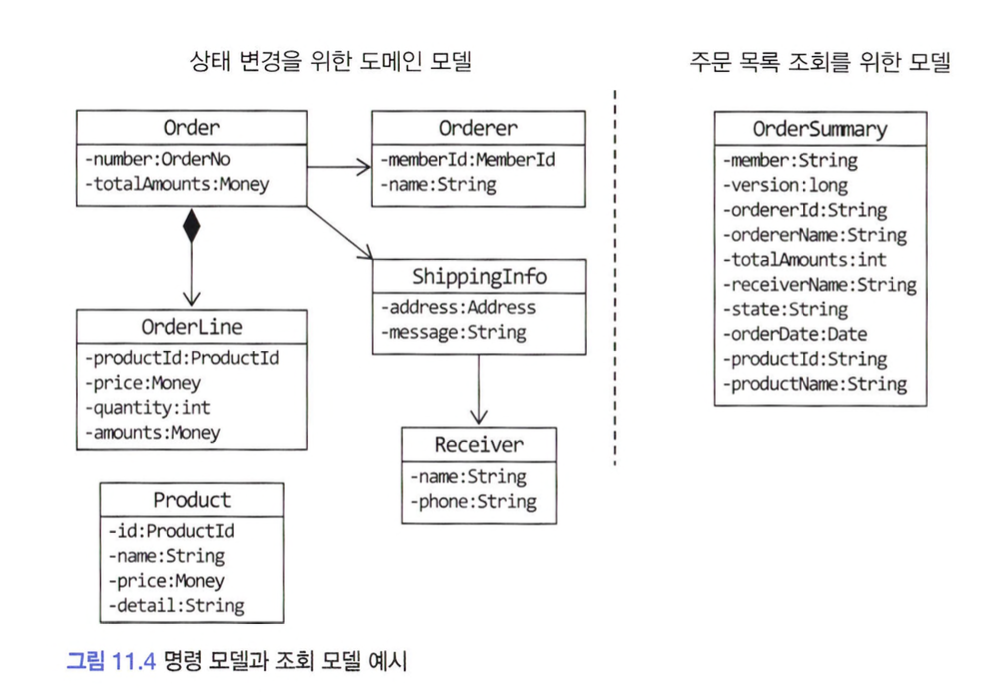 상태 변경을 위한 도메인 모델
주문 목록 조회를 위한 모델
Order
-number:OrderNo
-totalAmounts:Money
Orderer
-memberId:MemberId
-name:String
ShippingInfo
-address:Address
-message:String
OrderLine
-productId:ProductId
-price:Money
-quantity:int
-amounts:Money
Receiver
-name:String
-phone:String
Product
-id:ProductId
-name:String
-price:Money
-detail:String
OrderSummary
-member:String
-version:long
-ordererId:String
-ordererName:String
-totalAmounts:int
-receiverName:String
-state:String
-orderDate:Date
-productId:String
-productName:String
그림 11.4 명령 모델과 조회 모델 예시